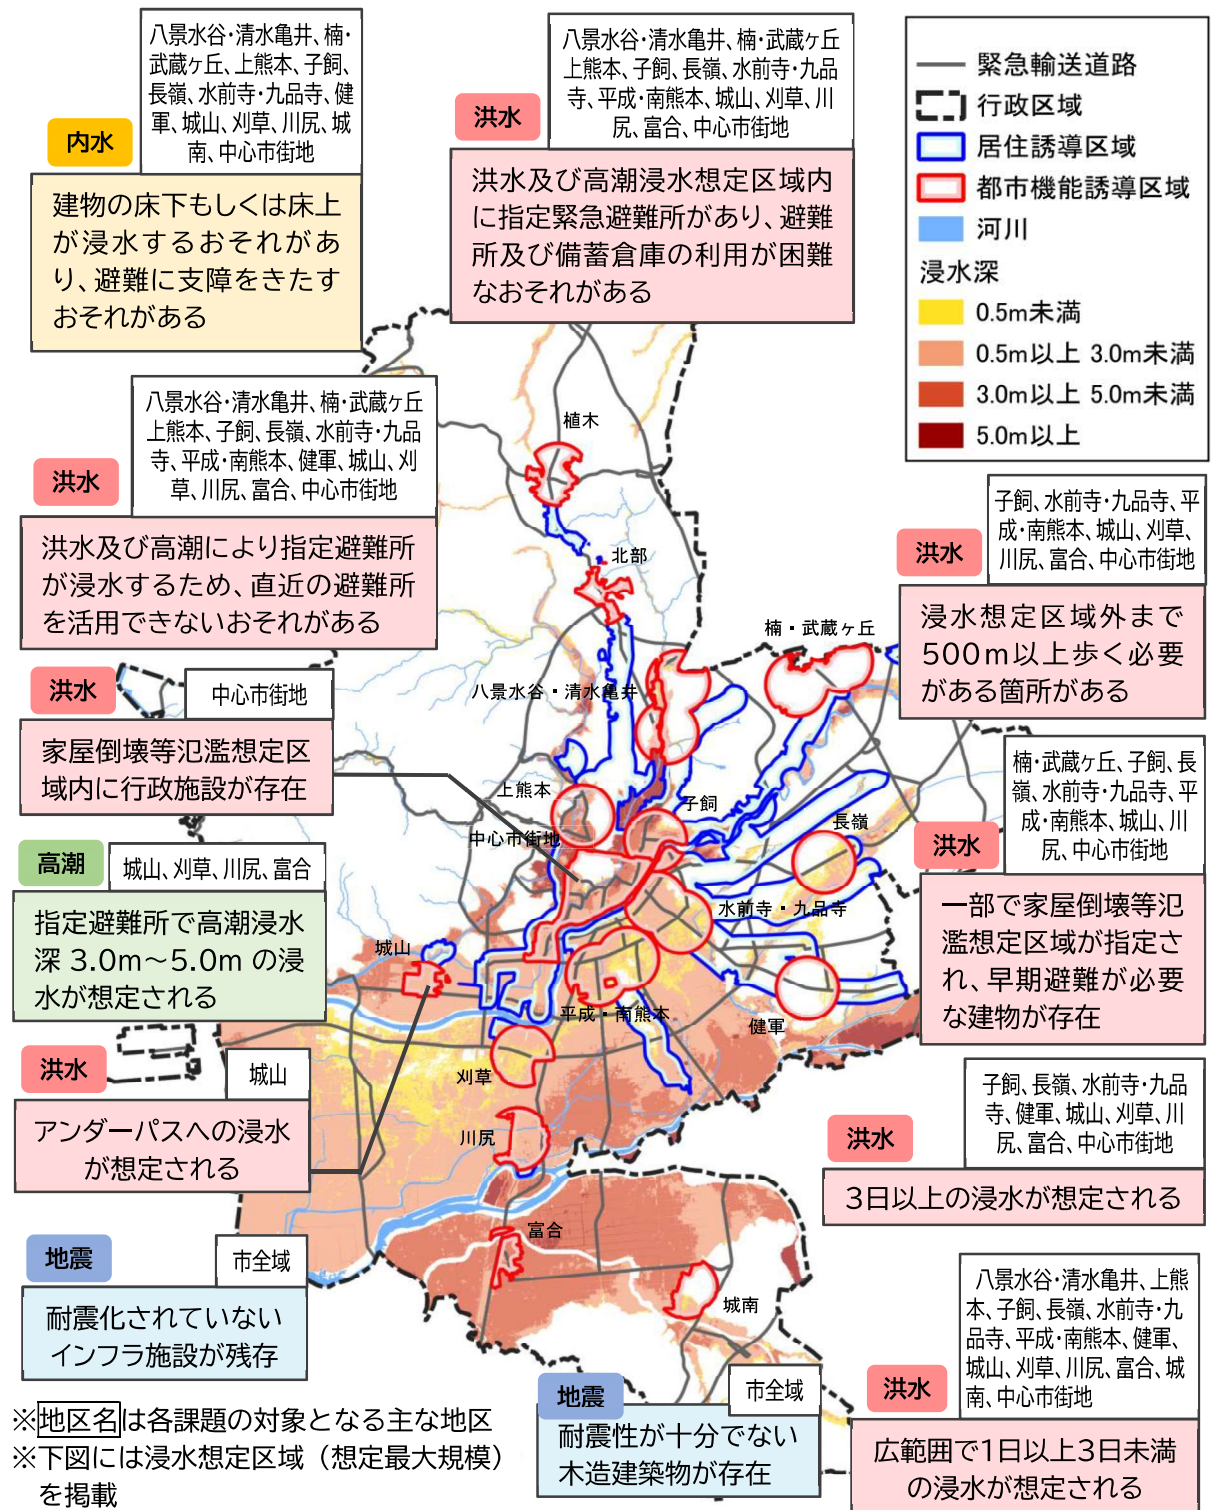 八景水谷・清水亀井、楠・
武蔵ヶ丘、上熊本、子飼、
長嶺、水前寺・九品寺、健
軍、城山、刈草、川尻、城
南、中心市街地
内水
建物の床下もしくは床上
が浸水するおそれがあ
り、避難に支障をきたす
おそれがある
八景水谷・清水亀井、楠・武蔵ヶ丘
上熊本、子飼、長嶺、水前寺・九品
寺、平成・南熊本、城山、刈草、川
尻、富合、中心市街地
洪水
洪水及び高潮浸水想定区域内
に指定緊急避難所があり、避難
所及び備蓄倉庫の利用が困難
なおそれがある
緊急輸送道路
行政区域
居住誘導区域
都市機能誘導区域
河川
浸水深
0.5m未満
0.5m以上 3.0m未満
3.0m以上 5.0m未満
5.0m以上
八景水谷・清水亀井、楠・武蔵ヶ丘
上熊本、子飼、長嶺、水前寺・九品
寺、平成・南熊本、健軍、城山、刈
草、川尻、富合、中心市街地
洪水
洪水及び高潮により指定避難所
が浸水するため、直近の避難所
を活用できないおそれがある
子飼、水前寺・九品寺、平
成・南熊本、城山、刈草、
川尻、富合、中心市街地
洪水
浸水想定区域外まで
500m以上歩く必要
がある箇所がある
洪水
中心市街地
家屋倒壊等氾濫想定区
域内に行政施設が存在
楠・武蔵ヶ丘、子飼、長
嶺、水前寺・九品寺、平
成・南熊本、城山、川
尻、中心市街地
洪水
一部で家屋倒壊等氾
濫想定区域が指定さ
れ、早期避難が必要
な建物が存在
高潮
城山、刈草、川尻、富合
指定避難所で高潮浸水
深 3.0m～5.0m の浸
水が想定される
洪水
城山
アンダーパスへの浸水
が想定される
子飼、長嶺、水前寺・九品
寺、健軍、城山、刈草、川
尻、富合、中心市街地
洪水
3日以上の浸水が想定される
地震
市全域
耐震化されていない
インフラ施設が残存
地震
市全域
耐震性が十分でない
木造建築物が存在
八景水谷・清水亀井、上熊
本、子飼、長嶺、水前寺・九
品寺、平成・南熊本、健軍、
城山、刈草、川尻、富合、城
南、中心市街地
洪水
広範囲で1日以上3日未満
の浸水が想定される
植木
北部
楠・武蔵ヶ丘
八景水谷・清水亀井
上熊本
子飼
中心市街地
長嶺
水前寺・九品寺
城山
平成・南熊本
健軍
刈草
川尻
富合
城南
※地区名は各課題の対象となる主な地区
※下図には浸水想定区域（想定最大規模）
を掲載